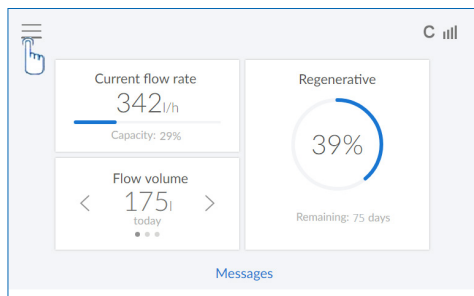 C
Current flow rate
342l/h
Capacity: 29%
Flow volume
175l
today
Regenerative
39%
Remaining: 75 days
Messages